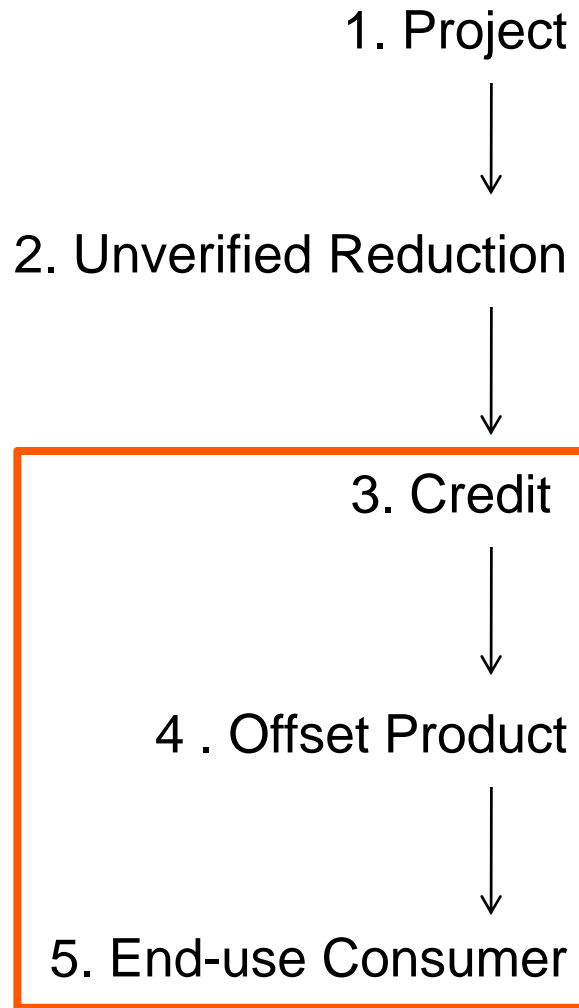 1. Project
2. Unverified Reduction
3. Credit
4 . Offset Product
5. End-use Consumer